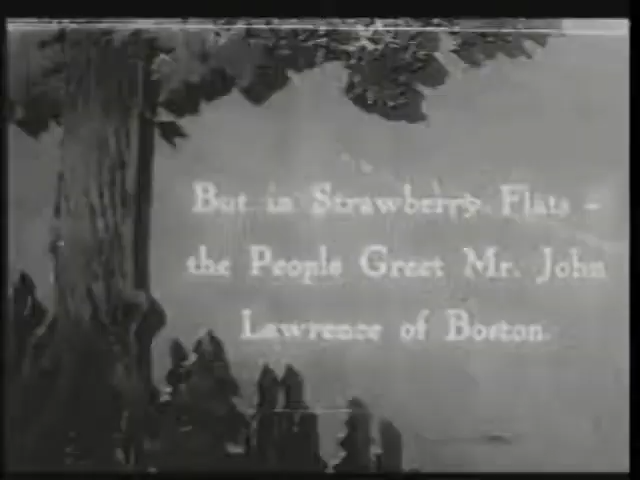 But in Strawberry Flats -
the People Greet Mr. John
Lawrence of Boston.